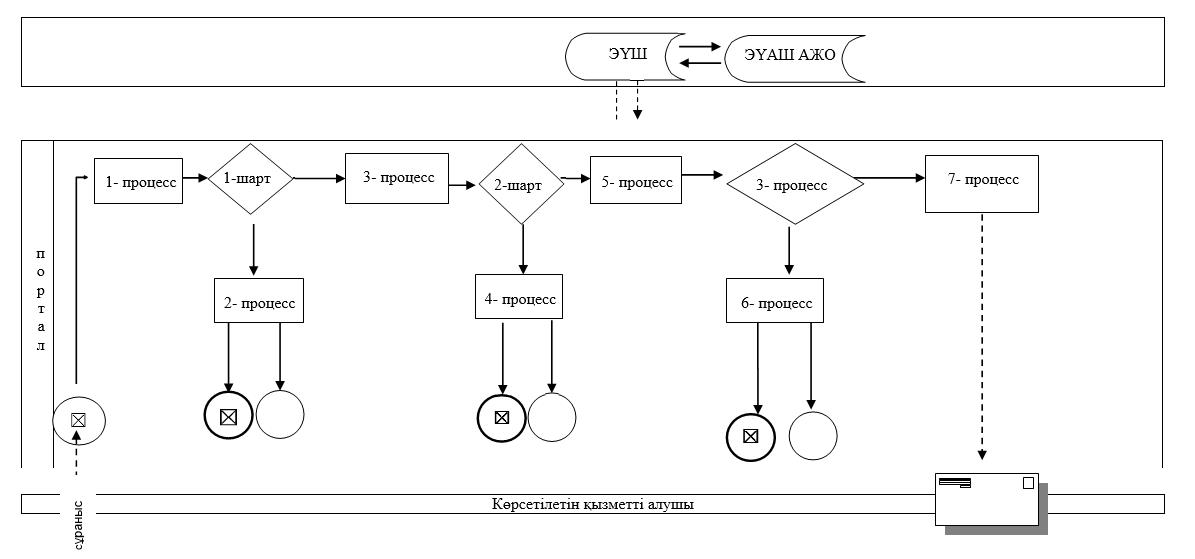 ЭҮШ
ЭҮАШ АЖО
1- процесс
1-шарт
3- процесс
2-шарт
5- процесс
3- процесс
7- процесс
портал
2- процесс
4- процесс
6- процесс
Көрсетілетін қызметті алушы
сұраныс